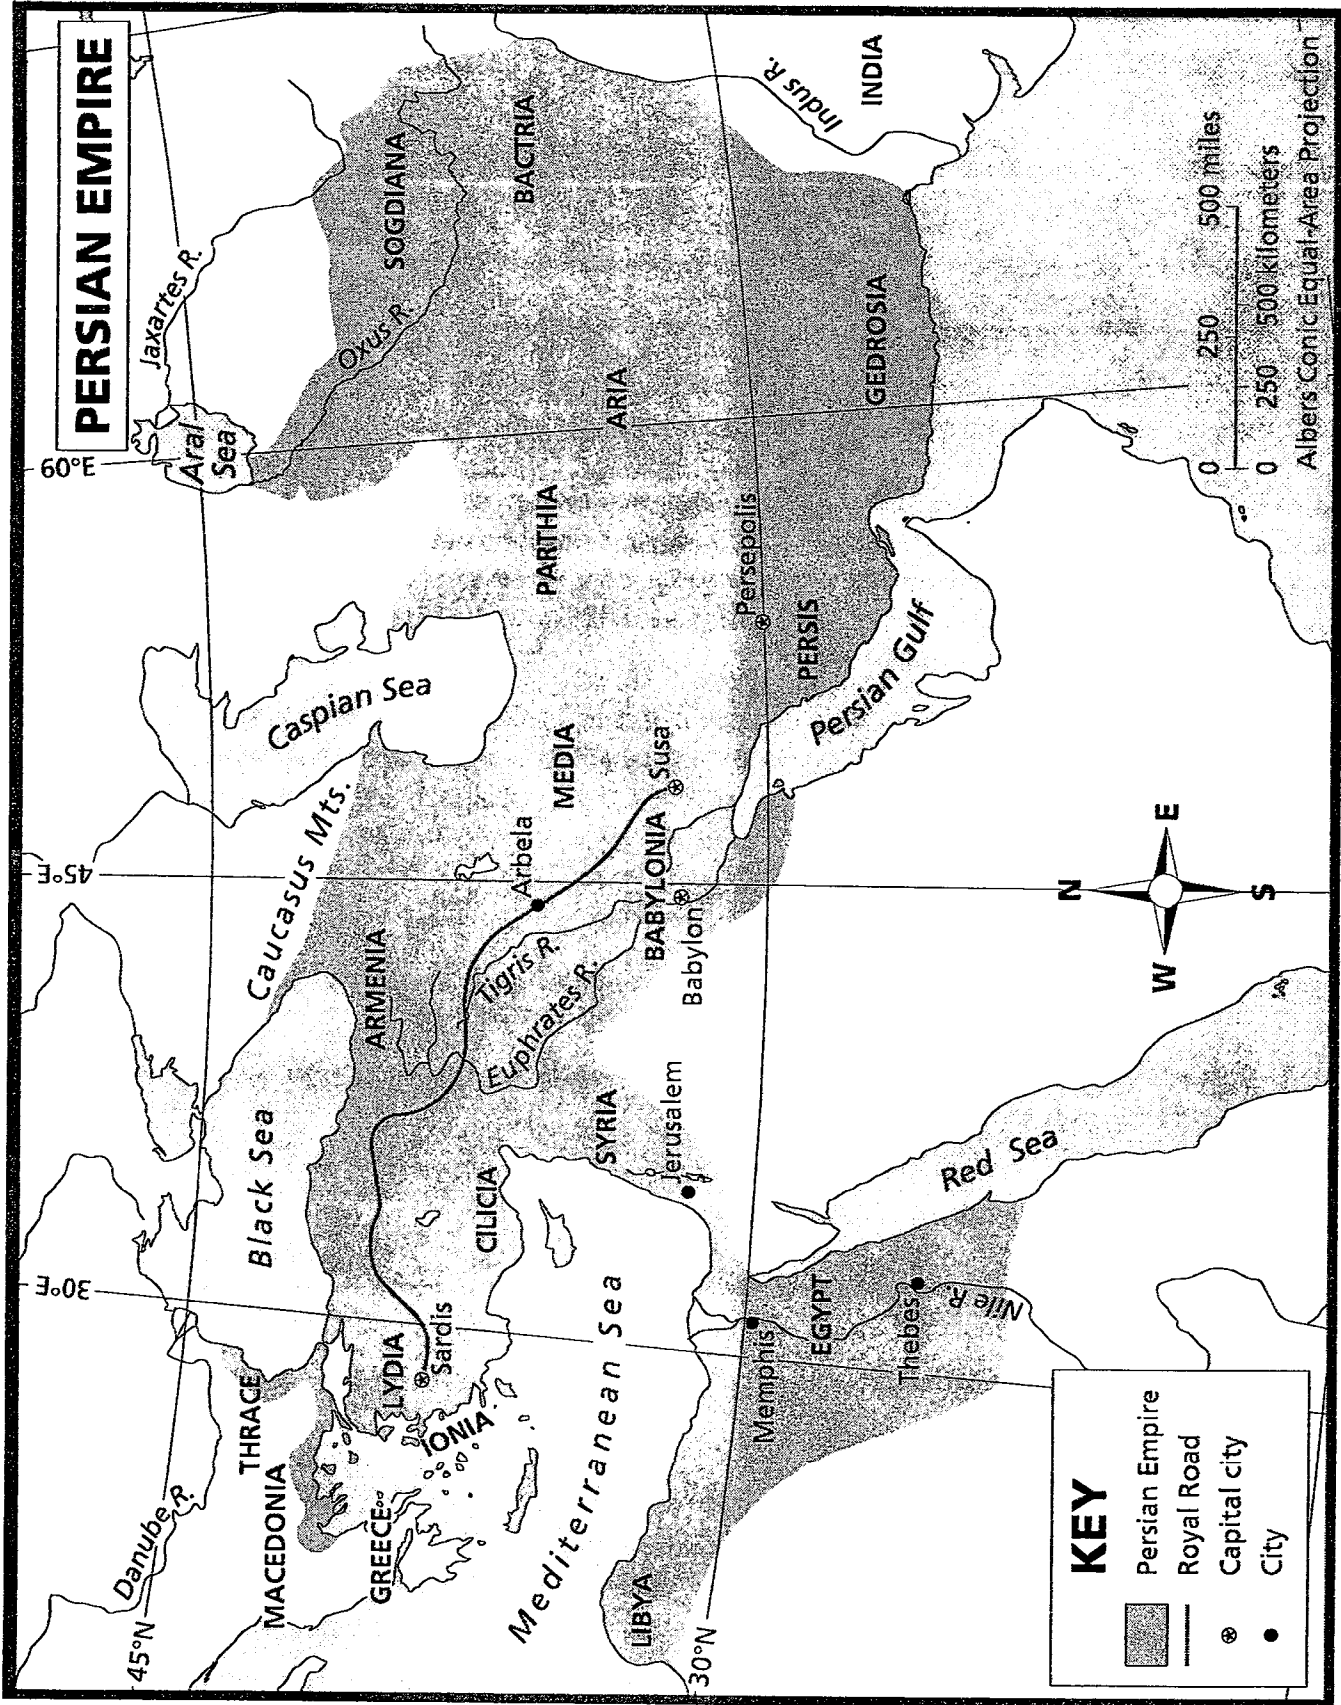 PERSIAN EMPIRE
45°N
30°E
45°E
60°E
Danube R.
THRACE
MACEDONIA
GREECE
IONIA
LYDIA
Sardis
Black Sea
Caucasus Mts.
Caspian Sea
Aral
Sea
Jaxartes R.
Oxus R.
SOGDIANA
BACTRIA
ARMENIA
CILICIA
Mediterranean Sea
SYRIA
Jerusalem
Tigris R.
Euphrates R.
Arbela
MEDIA
BABYLONIA
Babylon
Susa
PARTHIA
ARIA
Persepolis
PERSIS
Persian Gulf
GEDROSIA
Indus R.
INDIA
LIBYA
30°N
Memphis
EGYPT
Thebes
Nile R.
Red Sea
N
W
E
S
KEY
Persian Empire
Royal Road
Capital city
City
0 250 500 miles
0 250 500 kilometers
Albers Conic Equal-Area Projection